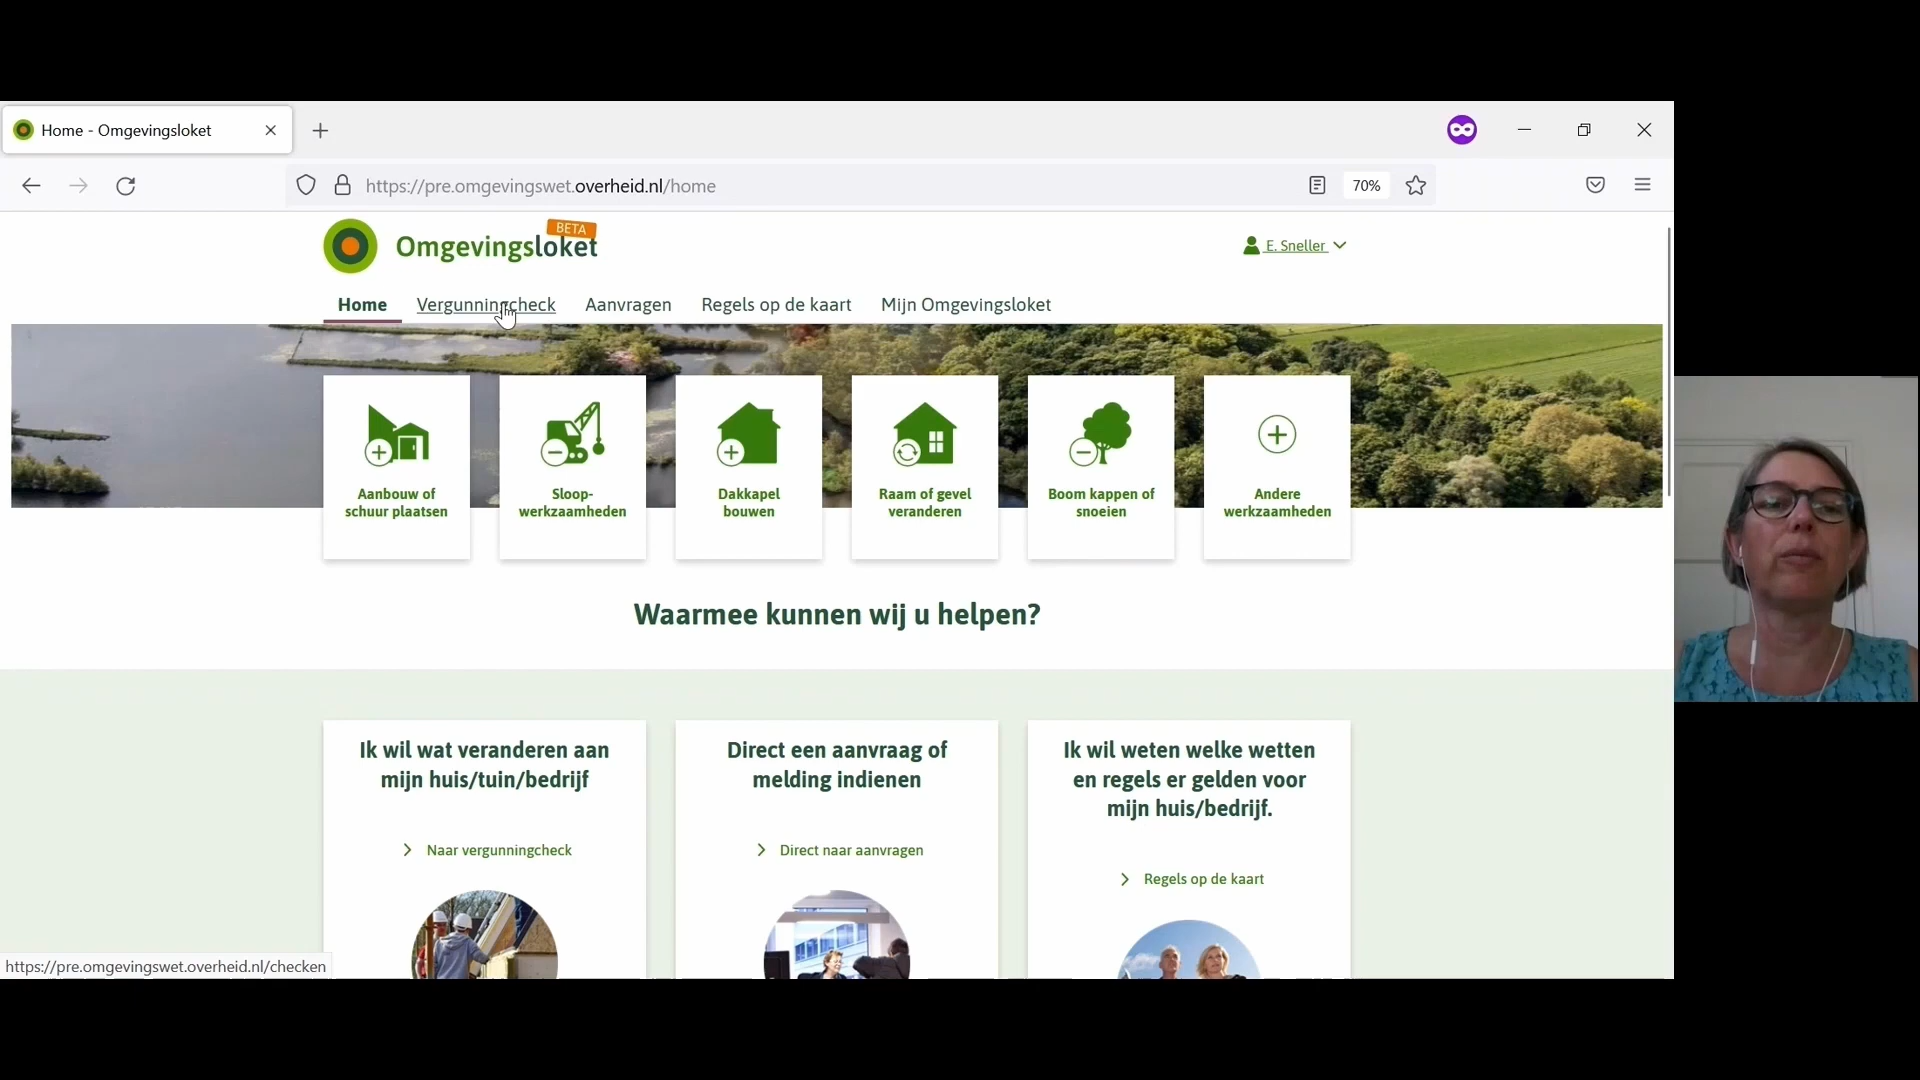 Home - Omgevingsloket
https://pre.omgevingswet.overheid.nl/home
70%
BETA
Omgevingsloket
E. Sneller
Home Vergunningcheck Aanvragen Regels op de kaart Mijn Omgevingsloket
Aanbouw of
schuur plaatsen
Sloop-
werkzaamheden
Dakkapel
bouwen
Raam of gevel
veranderen
Boom kappen of
snoeien
Andere
werkzaamheden
Waarmee kunnen wij u helpen?
Ik wil wat veranderen aan
mijn huis/tuin/bedrijf
Naar vergunningcheck
Direct een aanvraag of
melding indienen
Direct naar aanvragen
Ik wil weten welke wetten
en regels er gelden voor
mijn huis/bedrijf.
Regels op de kaart
https://pre.omgevingswet.overheid.nl/checken